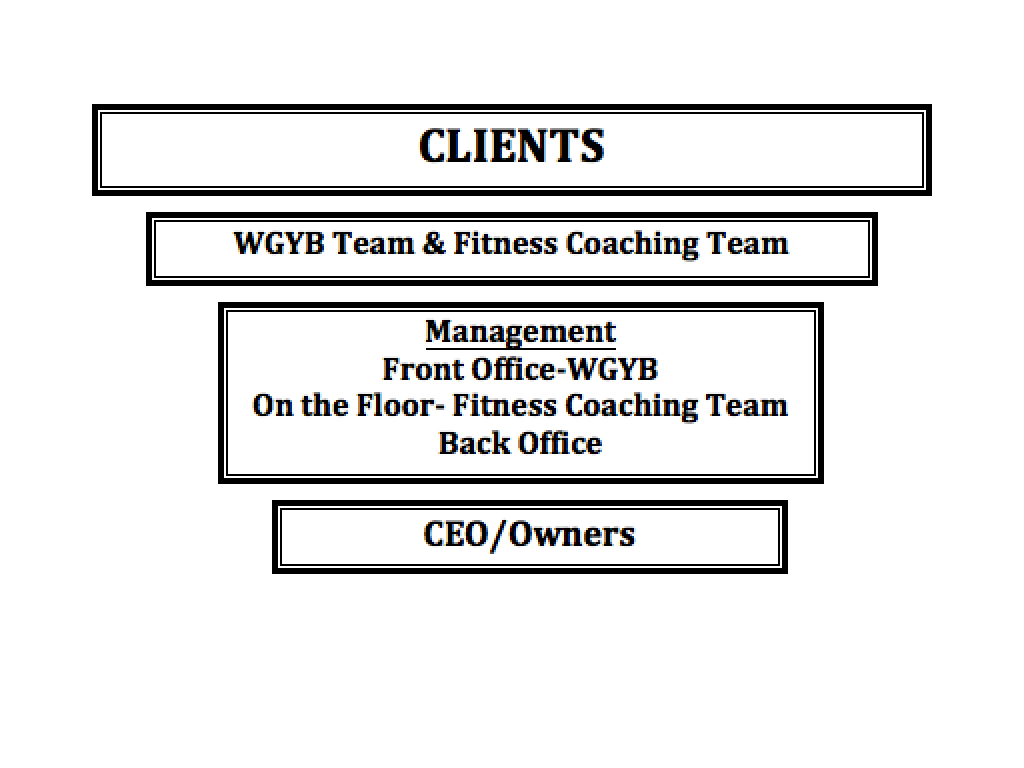 CLIENTS
WGYB Team & Fitness Coaching Team
Management
Front Office-WGYB
On the Floor- Fitness Coaching Team
Back Office
CEO/Owners